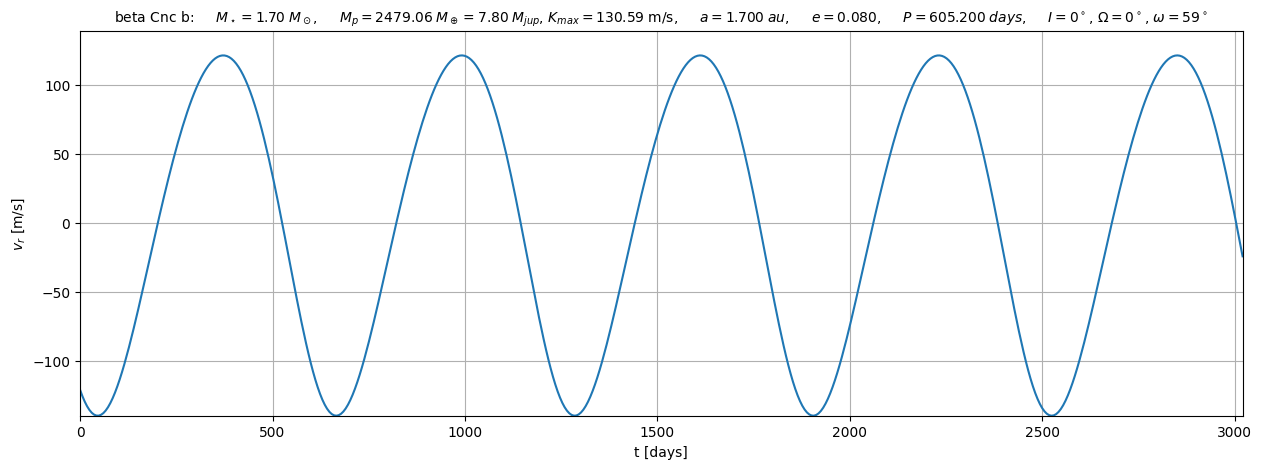 beta Cnc b: M⋆ = 1.70 M⊙, Mp = 2479.06 M⊕ = 7.80 Mjup, Kmax = 130.59 m/s, a = 1.700 au, e = 0.080, P = 605.200 days, I = 0°, Ω = 0°, ω = 59°
100
50
0
−50
−100
vr [m/s]
0 500 1000 1500 2000 2500 3000
t [days]